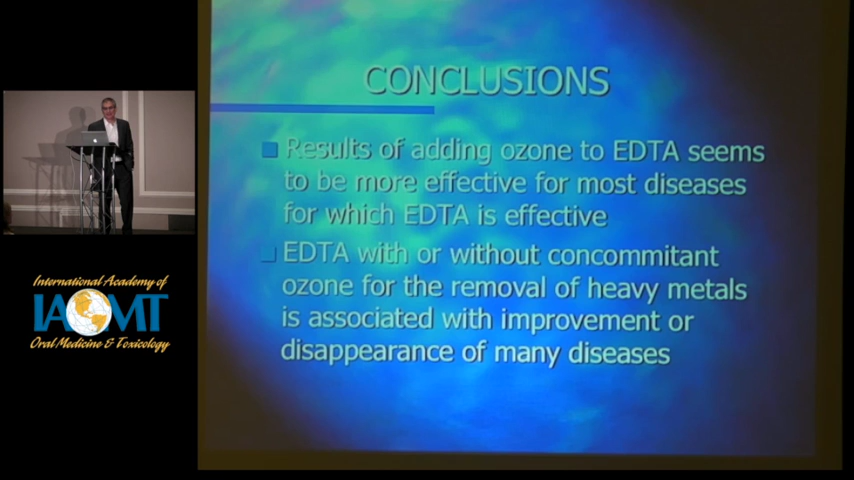 CONCLUSIONS
Results of adding ozone to EDTA seems
to be more effective for most diseases
for which EDTA is effective
EDTA with or without concommitant
ozone for the removal of heavy metals
is associated with improvement or
disappearance of many diseases
International Academy of
IAOMT
Oral Medicine & Toxicology